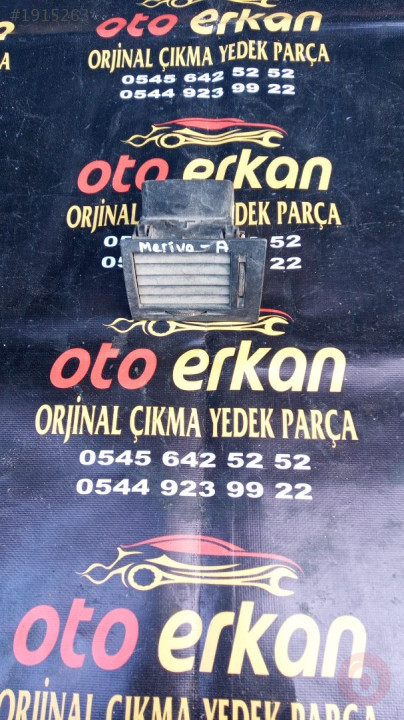 #1915263
oto erkan
ORJİNAL ÇIKMA YEDEK PARÇA
0545 642 52 52
0544 923 99 22
oto erkan
ORJİNAL YEDEK PARÇA
52
22
Meriva-A
oto erkan
ORJİNAL ÇIKMA YEDEK PARÇA
0545 642 52 52
0544 923 99 22
oto erkan
ORJİNAL ÇIKMA YEDEK PARÇA